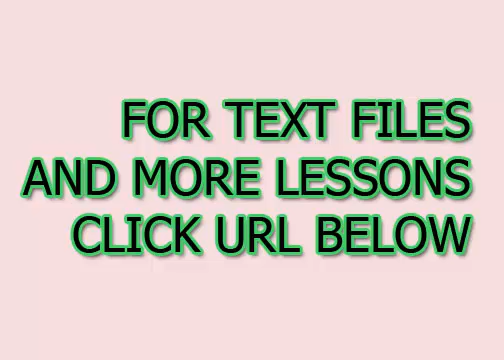 FOR TEXT FILES
AND MORE LESSONS
CLICK URL BELOW